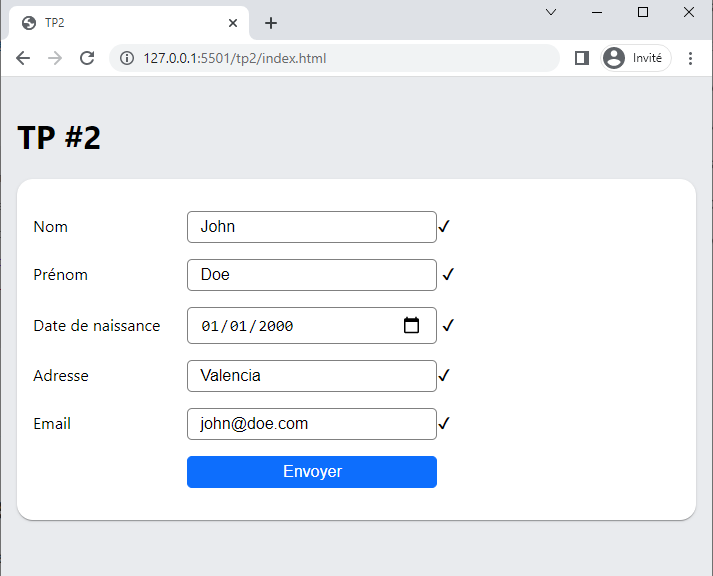 TP2
127.0.0.1:5501/tp2/index.html
Invité
TP #2
Nom John ✓
Prénom Doe ✓
Date de naissance 01/01/2000 ✓
Adresse Valencia ✓
Email john@doe.com ✓
Envoyer